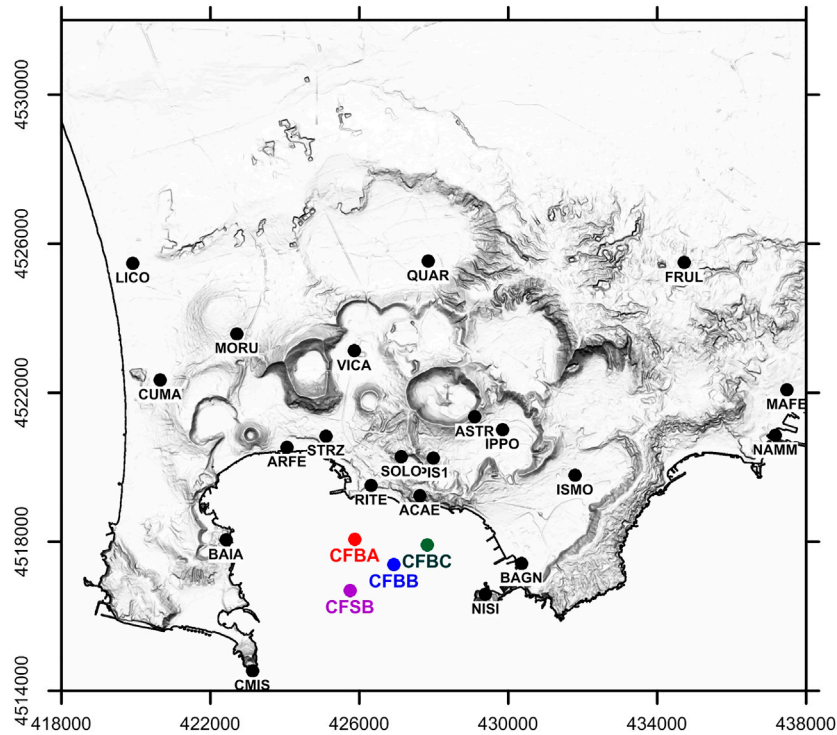 4530000
4526000
4522000
4518000
4514000
LICO
QUAR
FRUL
MORU
VICA
CUMA
MAFE
ASTR
IPPO
NAMM
STRZ
ARFE
SOLO
PIS1
ISMO
RITE
ACAE
BAIA
CFBA
CFBC
CFBB
BAGN
CFSB
NISI
CMIS
418000 422000 426000 430000 434000 438000